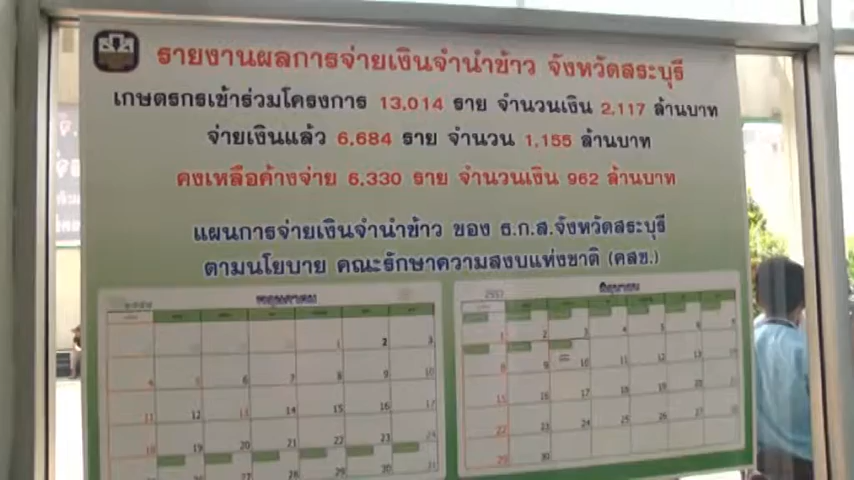 รายงานผลการจ่ายเงินจำนำข้าว จังหวัดสระบุรี
เกษตรกรเข้าร่วมโครงการ 13,014 ราย จำนวนเงิน 2,117 ล้านบาท
จ่ายเงินแล้ว 6,684 ราย จำนวน 1,155 ล้านบาท
คงเหลือค้างจ่าย 6,330 ราย จำนวนเงิน 962 ล้านบาท
แผนการจ่ายเงินจำนำข้าว ของ ธ.ก.ส.จังหวัดสระบุรี
ตามนโยบาย คณะรักษาความสงบแห่งชาติ (คสช.)
พฤษภาคม
1 2 3
4 5 6 7 8 9 10
11 12 13 14 15 16 17
18 19 20 21 22 23 24
27 28 29 30 31
2557 มิถุนายน
1 2 3 4 5 6 7
8 9 10 11 12 13
15 16 17 18 19 20
22 23 24 25 26 27
29 30